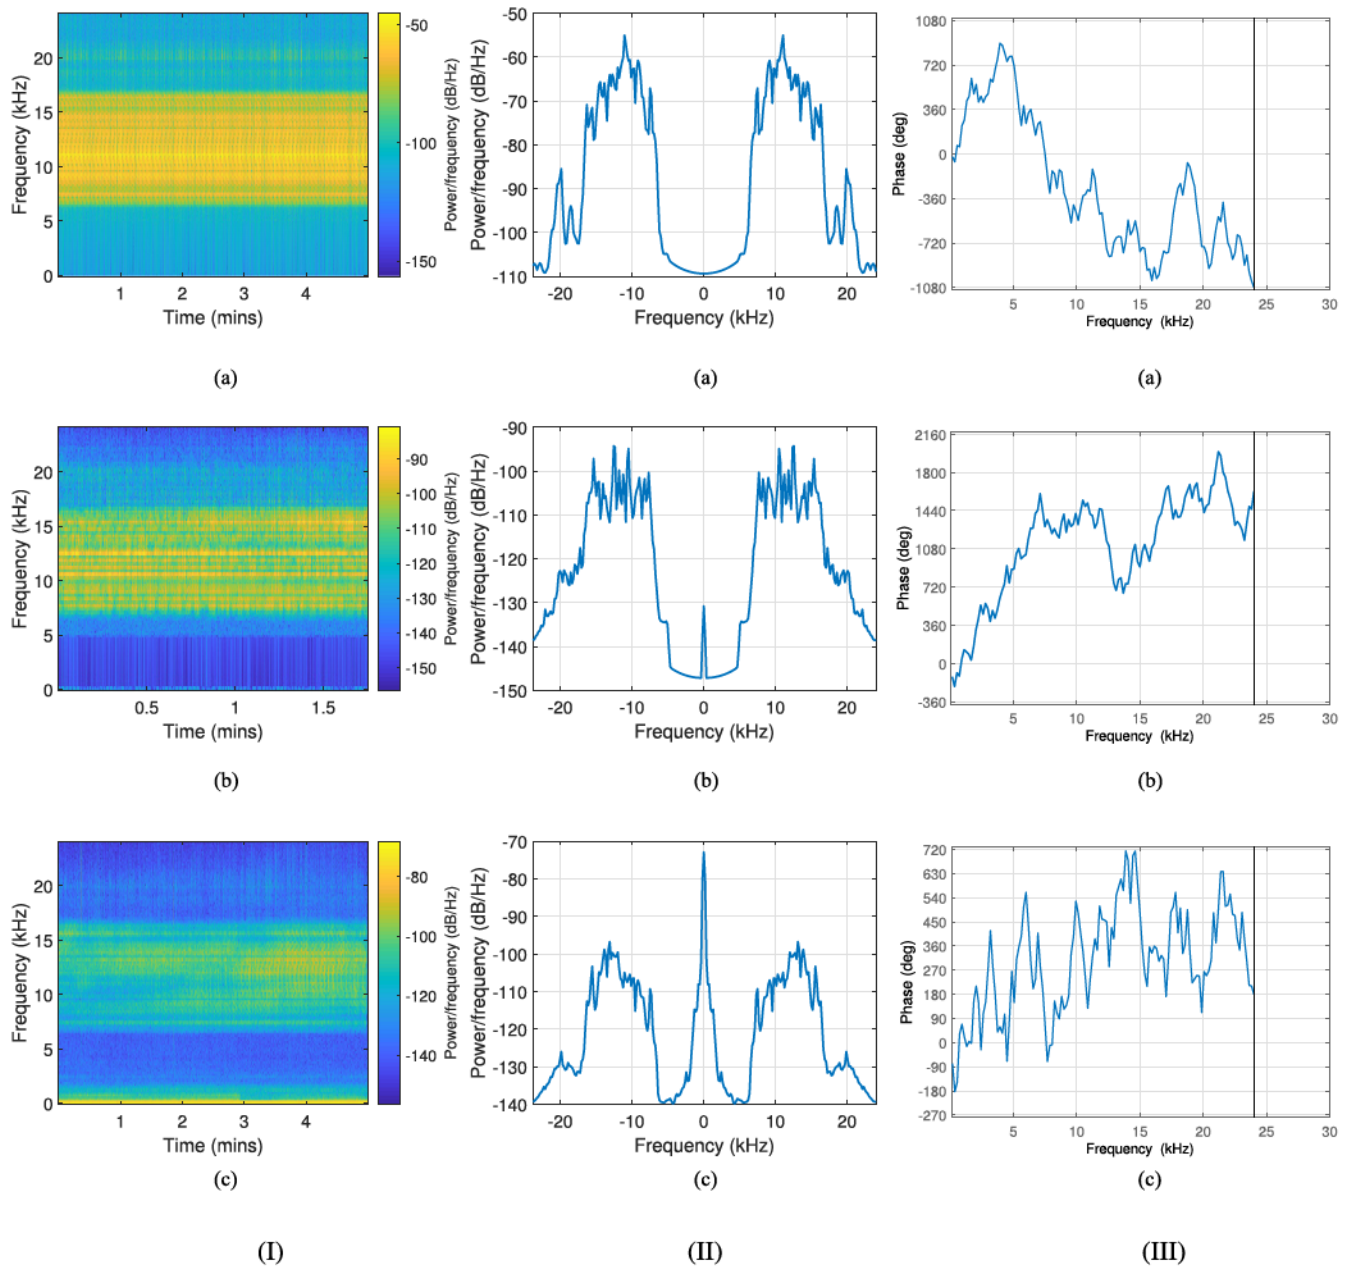 20
15
10
5
0
Frequency (kHz)
1 2 3 4
Time (mins)
-50
-100
-150
Power/frequency (dB/Hz)
-50
-60
-70
-80
-90
-100
-110
Power/frequency (dB/Hz)
-20 -10 0 10 20
Frequency (kHz)
1080
720
360
0
-360
-720
-1080
Phase (deg)
5 10 15 20 25 30
Frequency (kHz)
(a) (a) (a)
20
15
10
5
0
Frequency (kHz)
0.5 1 1.5
Time (mins)
-90
-100
-110
-120
-130
-140
-150
Power/frequency (dB/Hz)
-90
-100
-110
-120
-130
-140
-150
Power/frequency (dB/Hz)
-20 -10 0 10 20
Frequency (kHz)
2160
1800
1440
1080
720
360
0
-360
Phase (deg)
5 10 15 20 25 30
Frequency (kHz)
(b) (b) (b)
20
15
10
5
0
Frequency (kHz)
1 2 3 4
Time (mins)
-80
-100
-120
-140
Power/frequency (dB/Hz)
-70
-80
-90
-100
-110
-120
-130
-140
Power/frequency (dB/Hz)
-20 -10 0 10 20
Frequency (kHz)
720
630
540
450
360
270
180
90
0
-90
-180
-270
Phase (deg)
5 10 15 20 25 30
Frequency (kHz)
(c) (c) (c)
(I) (II) (III)